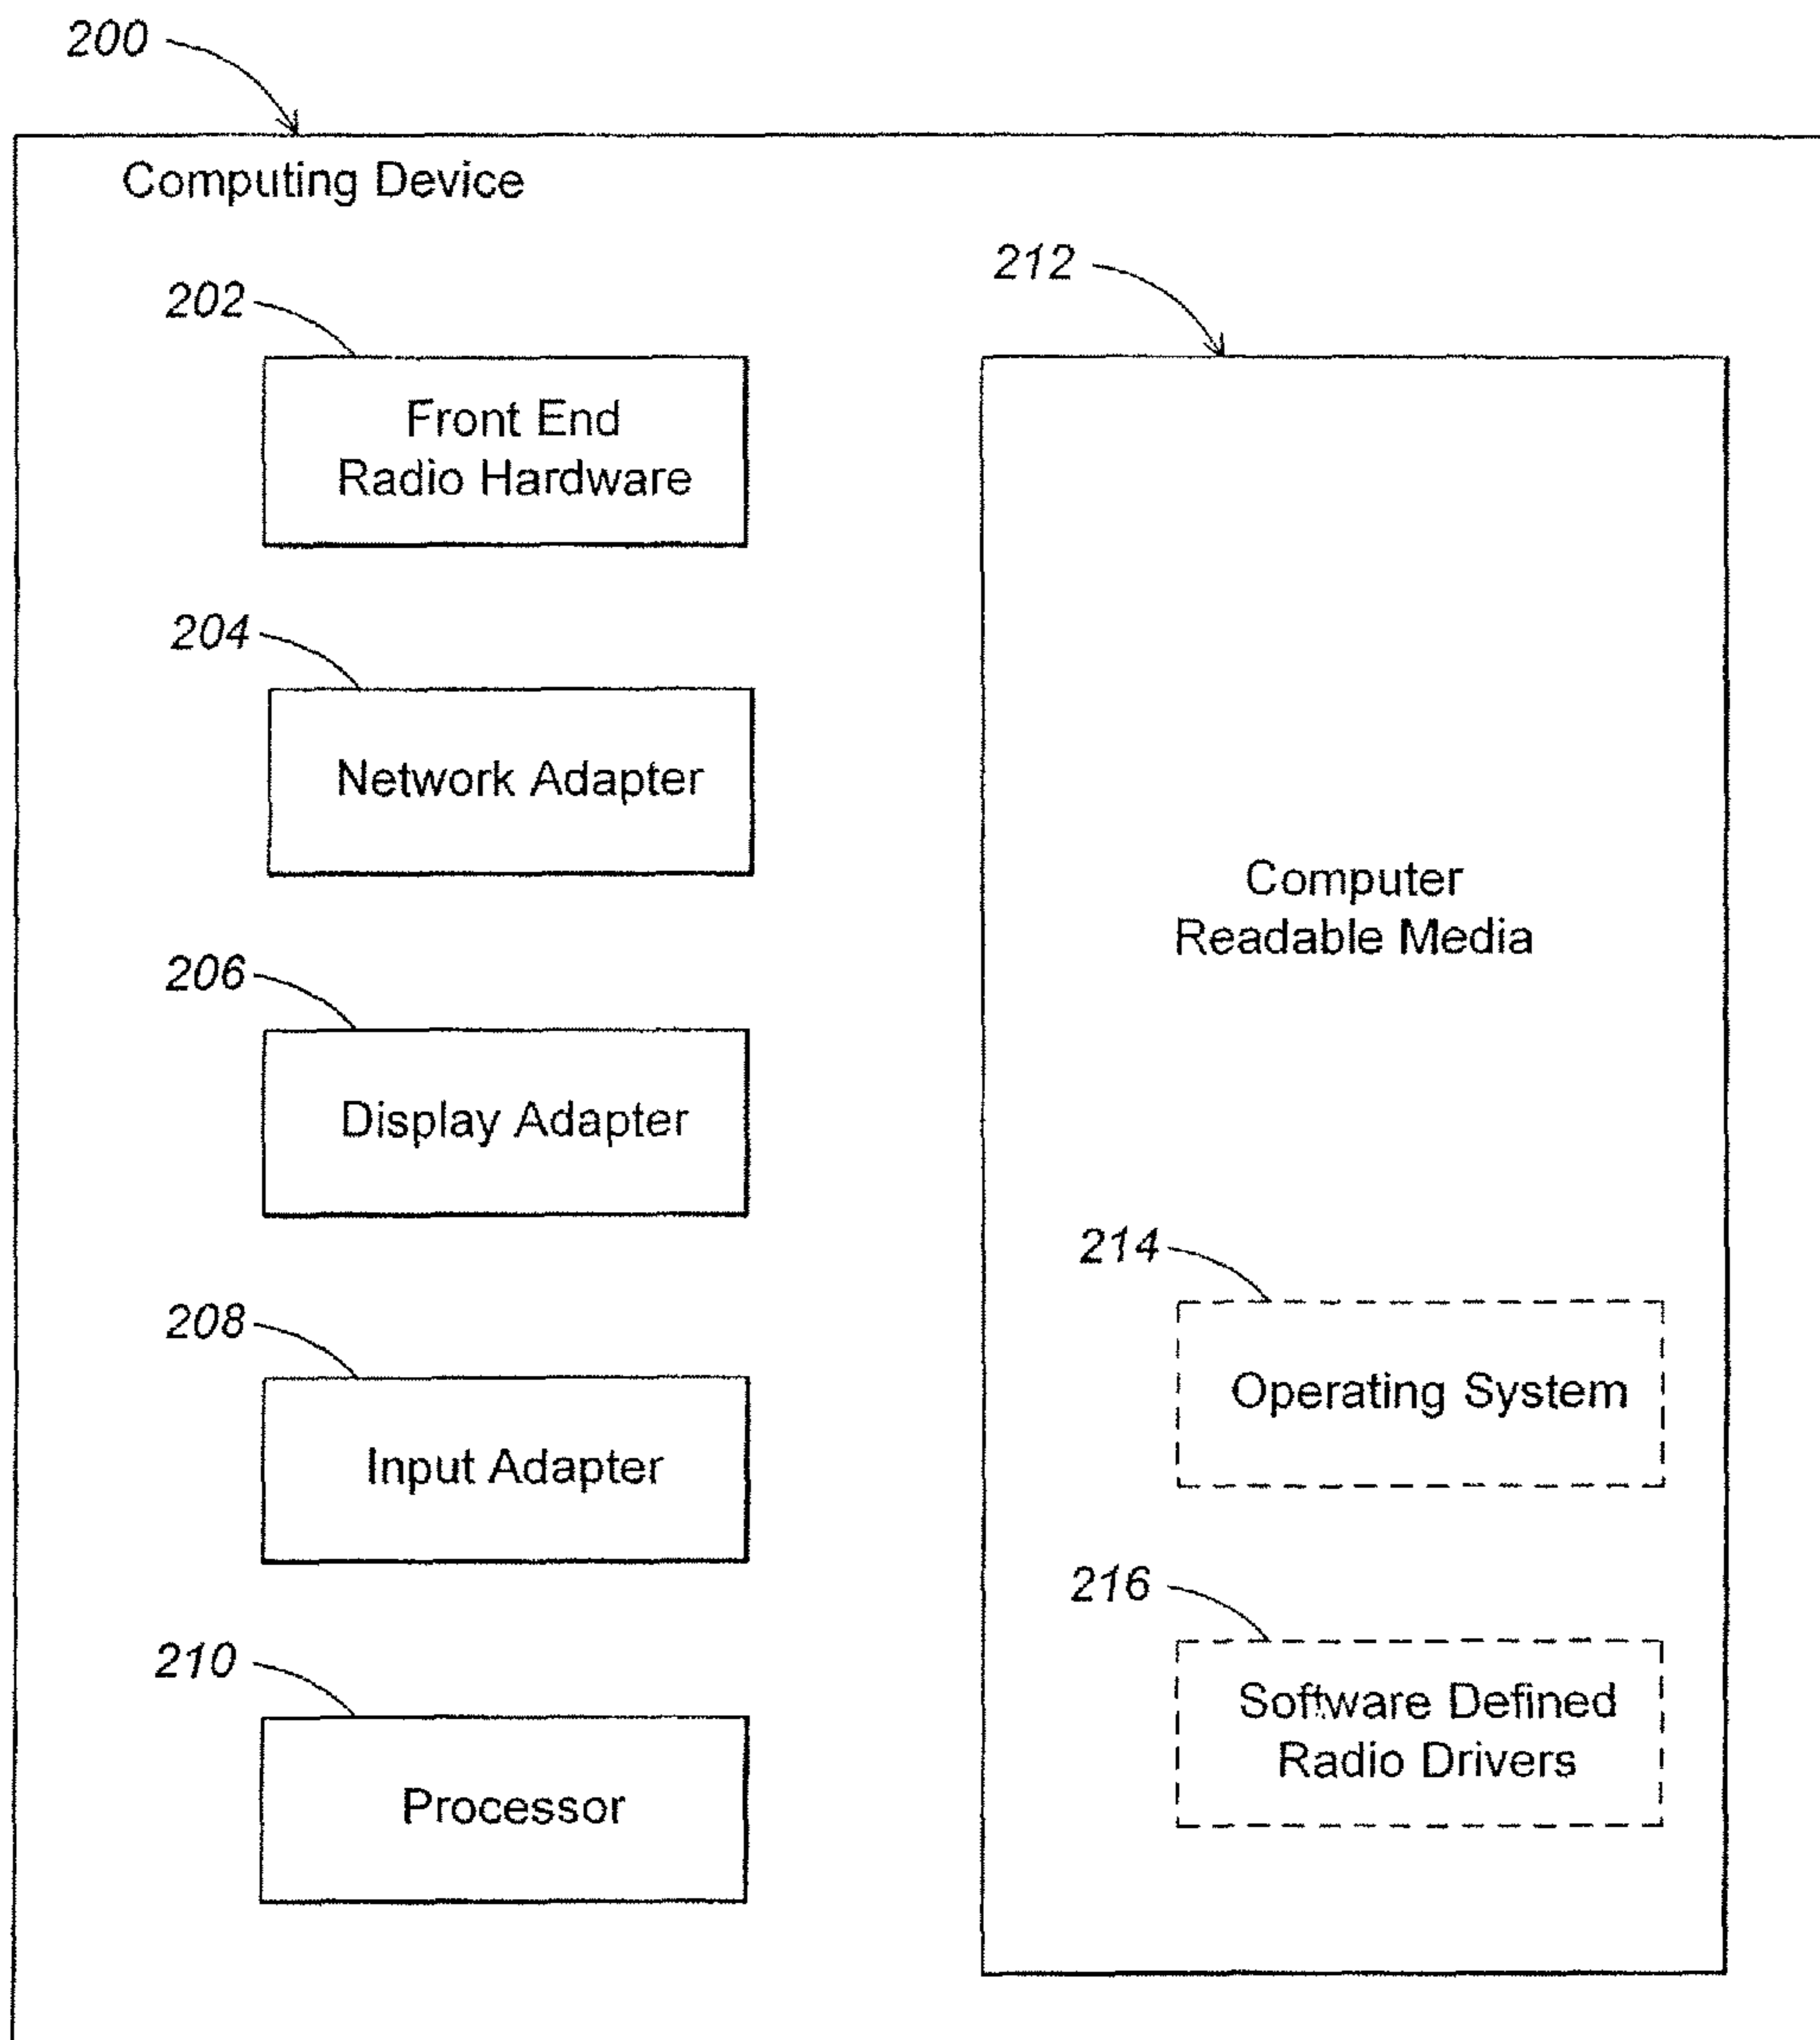 200
Computing Device
202
Front End
Radio Hardware
204
Network Adapter
206
Display Adapter
208
Input Adapter
210
Processor
212
Computer
Readable Media
214
Operating System
216
Software Defined
Radio Drivers